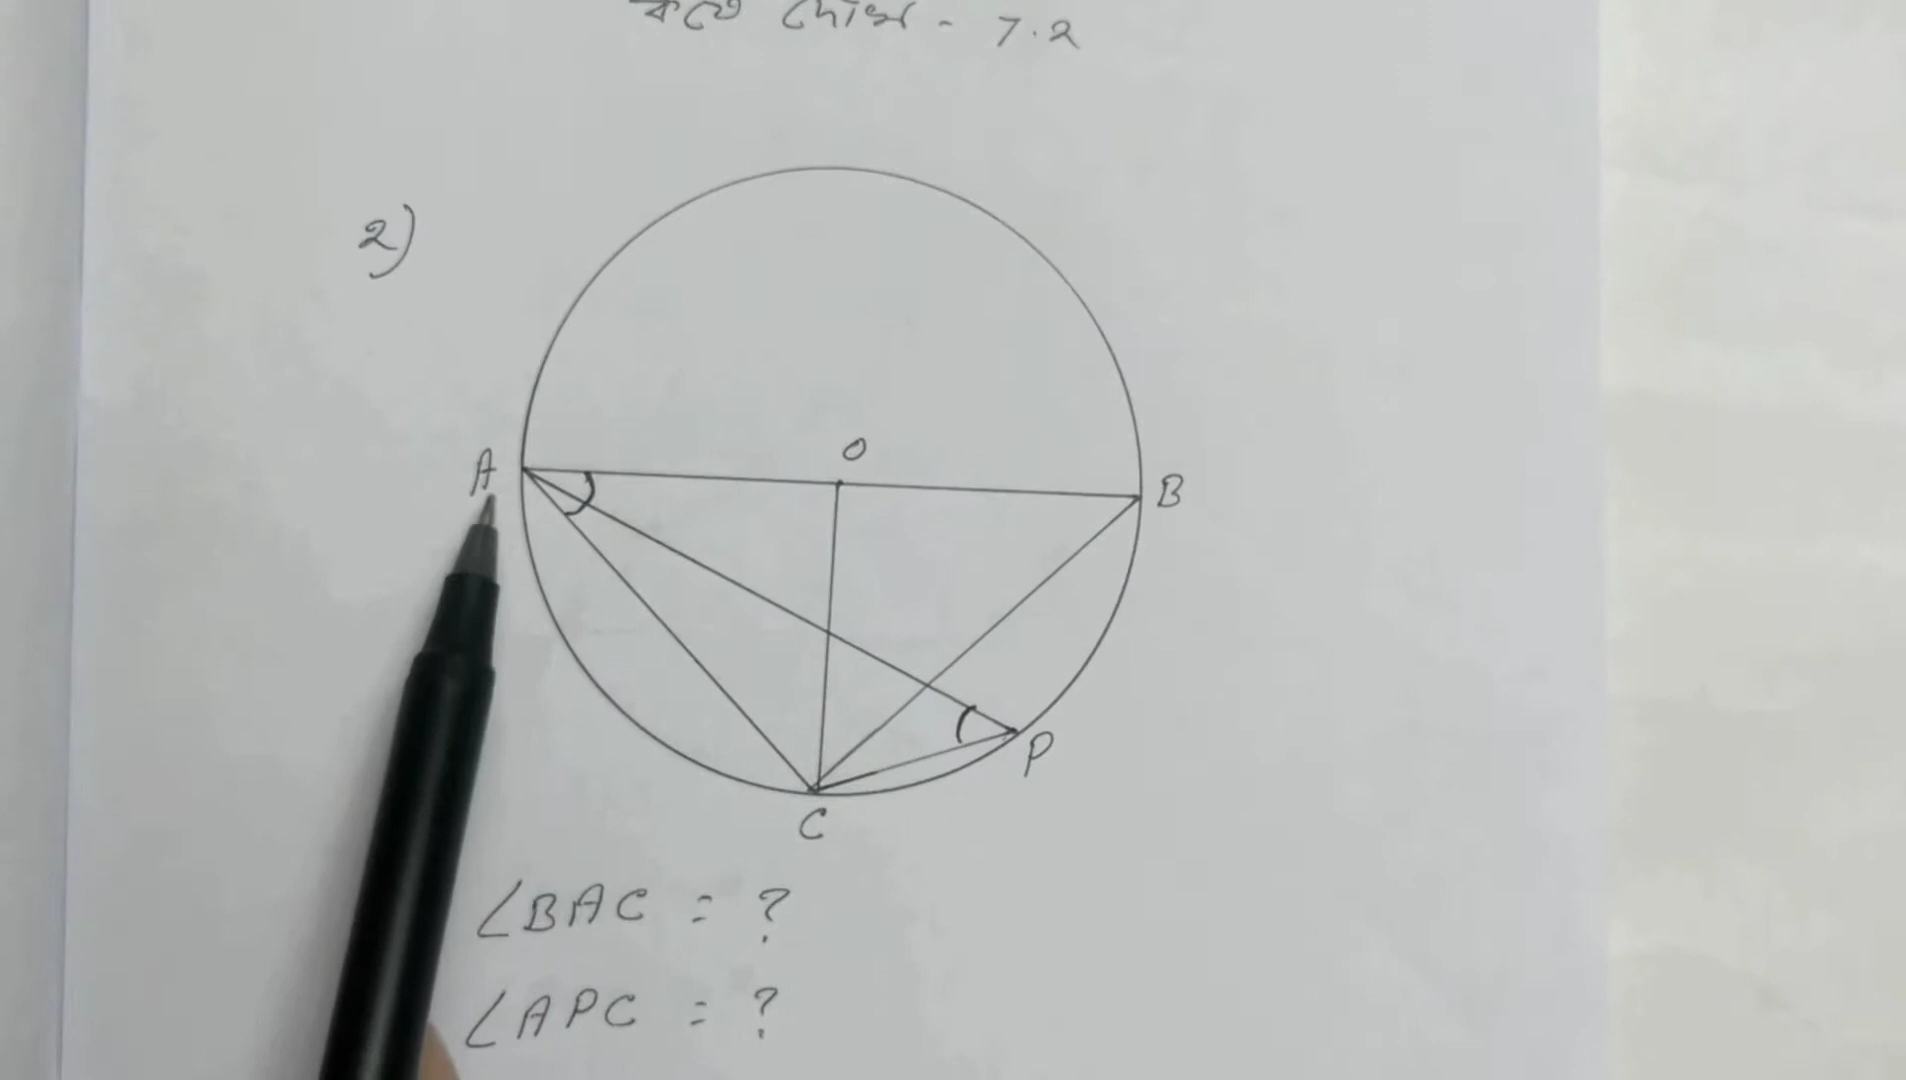 কষে দেখি - 7.2
2)
A
O
B
P
C
∠BAC = ?
∠APC = ?